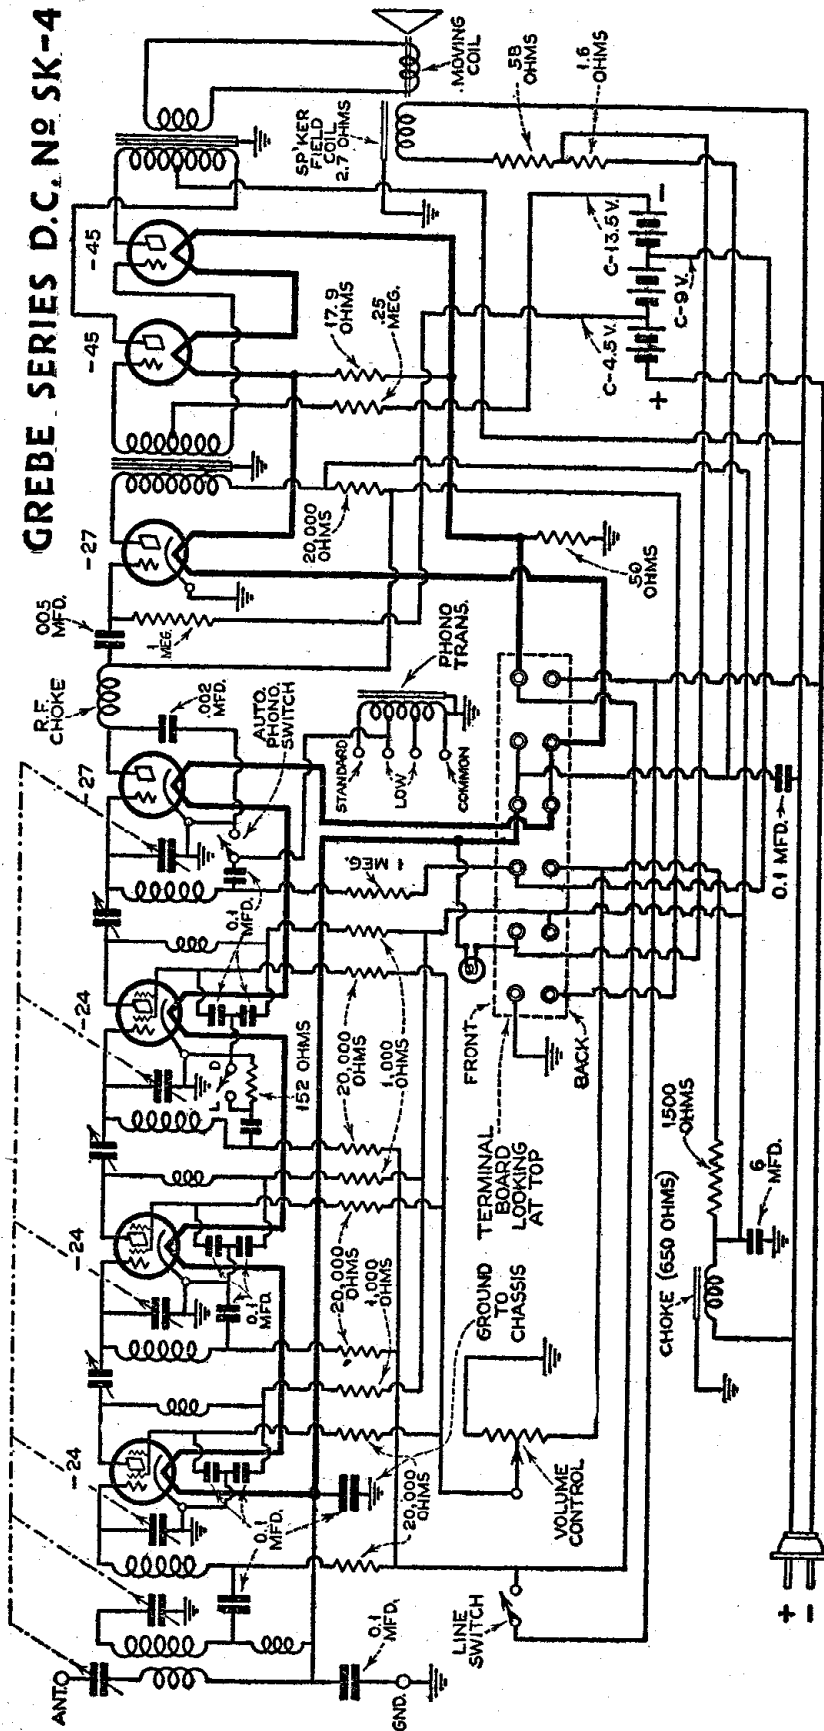 GREBE SERIES D.C. Nº SK-4
ANT.
GND.
0.1
MFD.
-24
-24
-24
-27
-27
-45
-45
0.1
MFD.
0.1
MFD.
0.1
MFD.
L
D
152 OHMS
R.F.
CHOKE
.002
MFD.
AUTO.
PHONO.
SWITCH
.005
MFD.
1
MEG.
20,000
OHMS
17.9
OHMS
.25
MEG.
SP'KER
FIELD
COIL
2.7 OHMS
MOVING
COIL
58
OHMS
1.6
OHMS
20,000
OHMS
20,000
OHMS
1,000
OHMS
20,000
OHMS
1,000
OHMS
1 MEG.
STANDARD
LOW
COMMON
PHONO
TRANS.
50
OHMS
C-13.5 V.
C-9 V.
C-4.5 V.
+
-
LINE
SWITCH
VOLUME
CONTROL
GROUND
TO
CHASSIS
TERMINAL
BOARD
LOOKING
AT TOP
FRONT
BACK
CHOKE (650 OHMS)
1500
OHMS
6
MFD.
0.1 MFD.
+
-